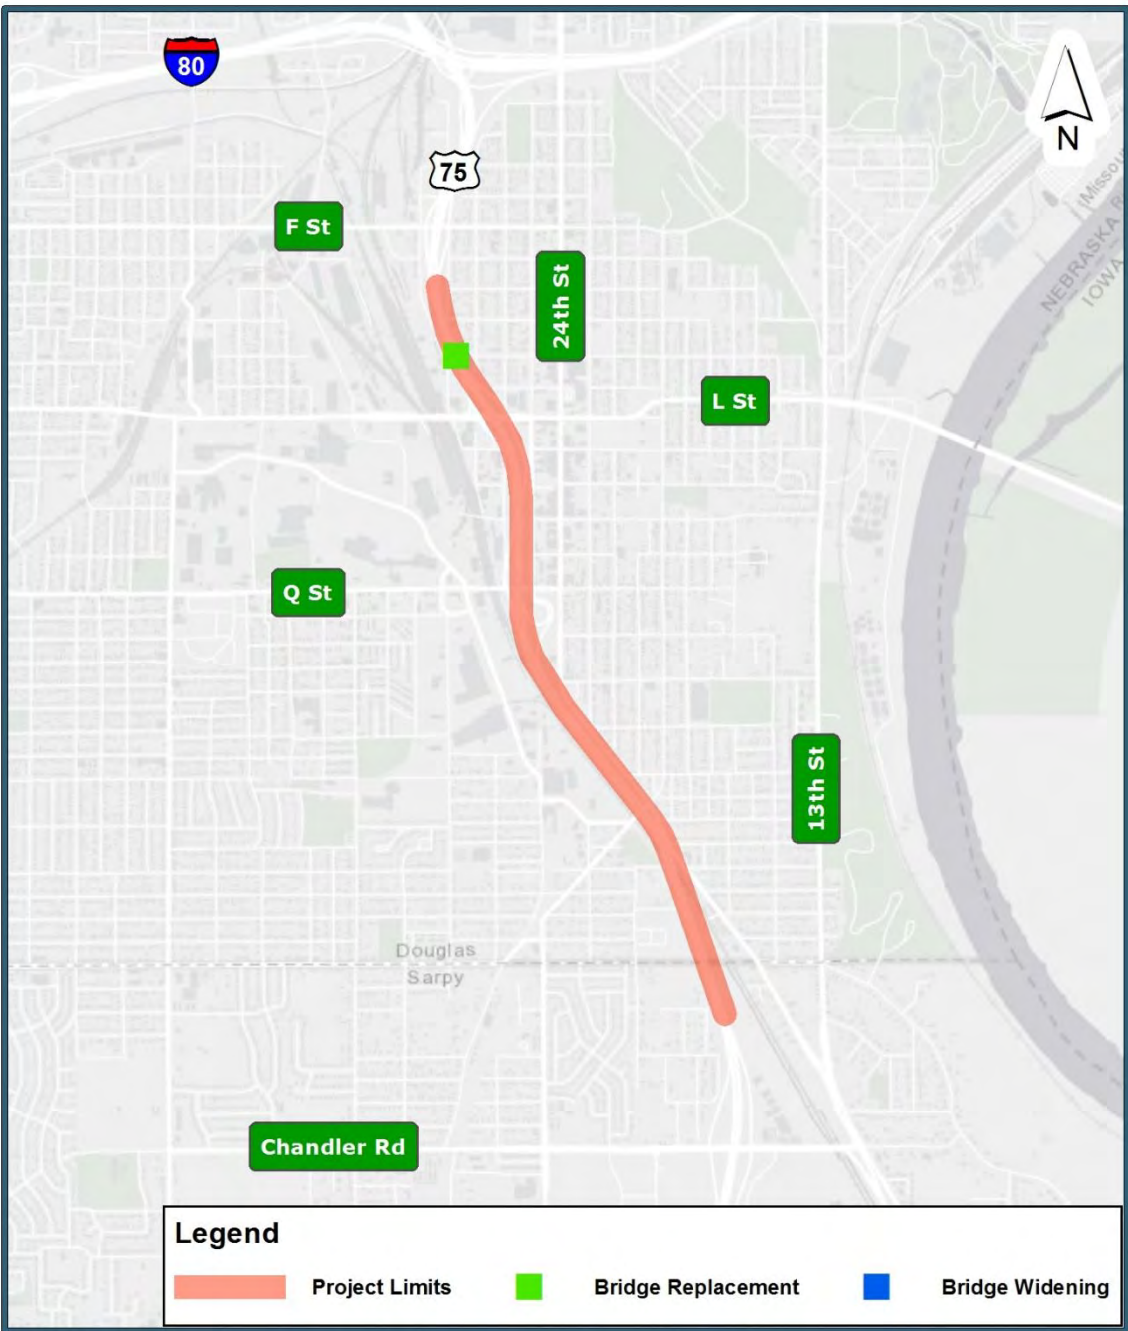 80
N
75
Missou
F St
NEBRASKA R
IOWA
24th St
L St
Q St
13th St
Douglas
Sarpy
Chandler Rd
Legend
Project Limits
Bridge Replacement
Bridge Widening